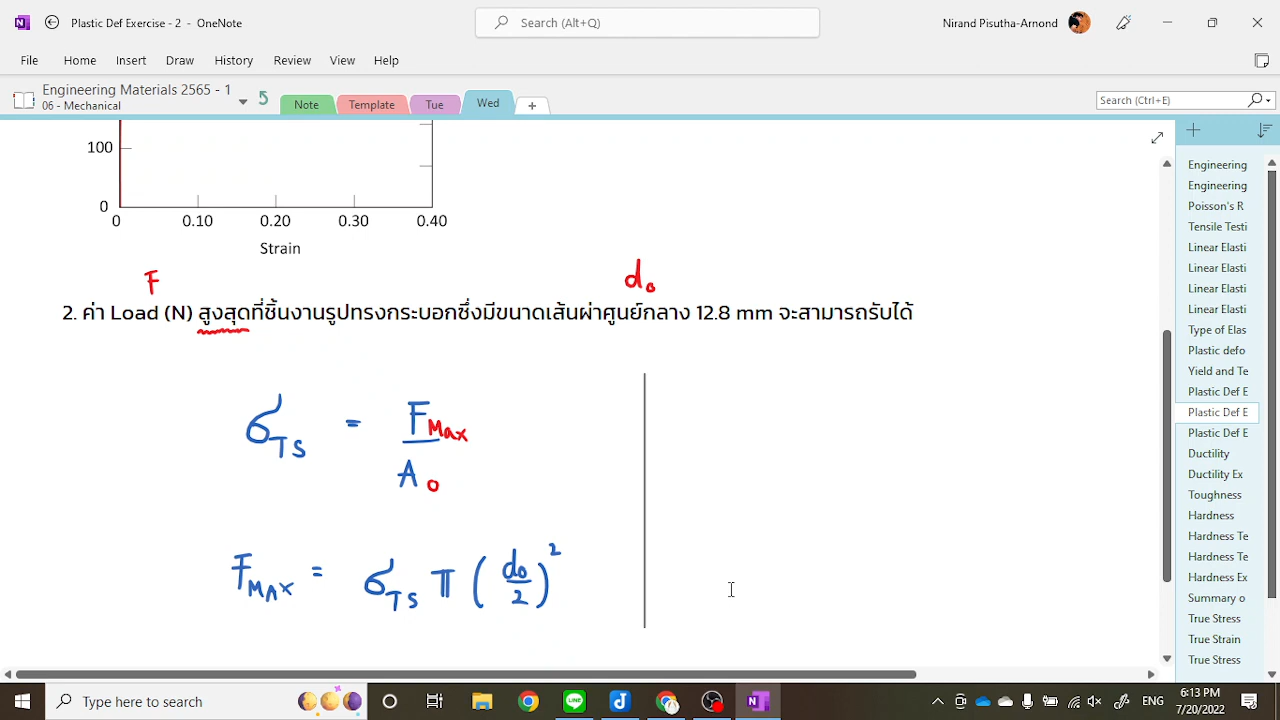 Plastic Def Exercise - 2 - OneNote
Search (Alt+Q)
Nirand Pisutha-Arnond
File Home Insert Draw History Review View Help
Engineering Materials 2565 - 1
06 - Mechanical
Note Template Tue Wed +
Search (Ctrl+E)
100
0
0 0.10 0.20 0.30 0.40
Strain
F
d₀
2. ค่า Load (N) สูงสุดที่ชิ้นงานรูปทรงกระบอกซึ่งมีขนาดเส้นผ่าศูนย์กลาง 12.8 mm จะสามารถรับได้
σTS = FMax / A₀
FMAX = σTS π (d₀/2)²
Engineering
Engineering
Poisson's R
Tensile Testi
Linear Elasti
Linear Elasti
Linear Elasti
Linear Elasti
Type of Elas
Plastic defo
Yield and Te
Plastic Def E
Plastic Def E
Plastic Def E
Ductility
Ductility Ex
Toughness
Hardness
Hardness Te
Hardness Te
Hardness Ex
Summary o
True Stress
True Strain
True Stress
Type here to search
ENG
6:13 PM
7/20/2022